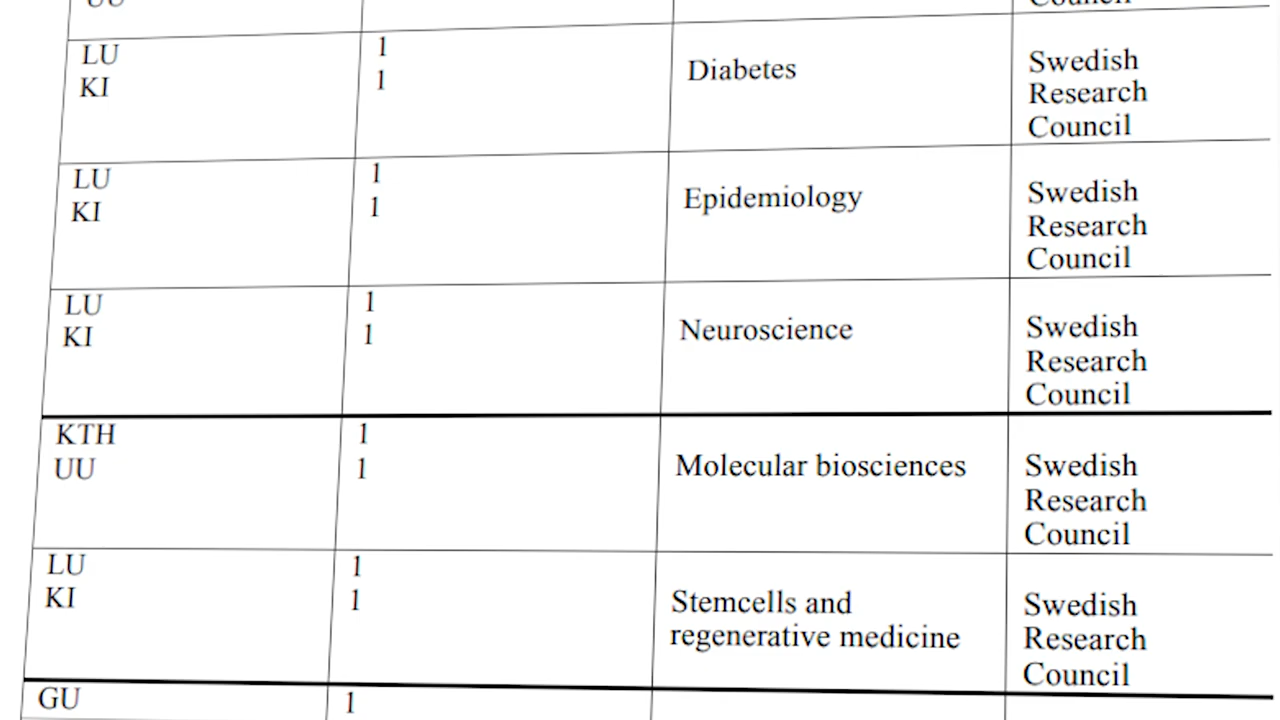 UU Council
LU 1
KI 1 Diabetes Swedish
Research
Council
LU 1
KI 1 Epidemiology Swedish
Research
Council
LU 1
KI 1 Neuroscience Swedish
Research
Council
KTH 1
UU 1 Molecular biosciences Swedish
Research
Council
LU 1
KI 1 Stemcells and Swedish
regenerative medicine Research
Council
GU 1